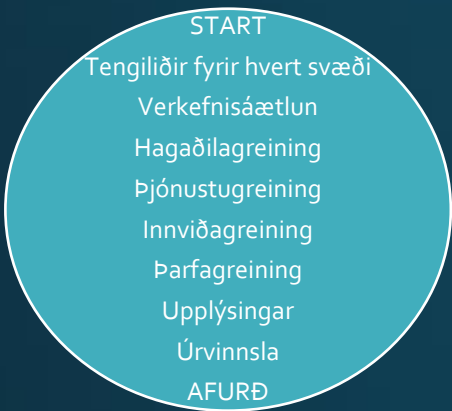 START
Tengiliðir fyrir hvert svæði
Verkefnisáætlun
Hagaðilagreining
Þjónustugreining
Innviðagreining
Þarfagreining
Upplýsingar
Úrvinnsla
AFURÐ